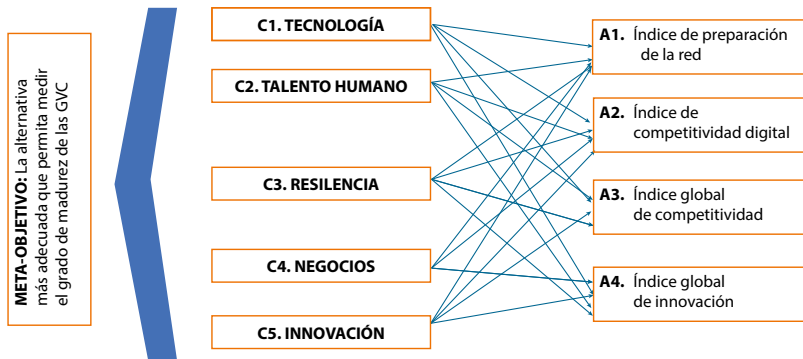 META-OBJETIVO: La alternativa
más adecuada que permita medir
el grado de madurez de las GVC
C1. TECNOLOGÍA
C2. TALENTO HUMANO
C3. RESILENCIA
C4. NEGOCIOS
C5. INNOVACIÓN
A1. Índice de preparación
de la red
A2. Índice de
competitividad digital
A3. Índice global
de competitividad
A4. Índice global
de innovación